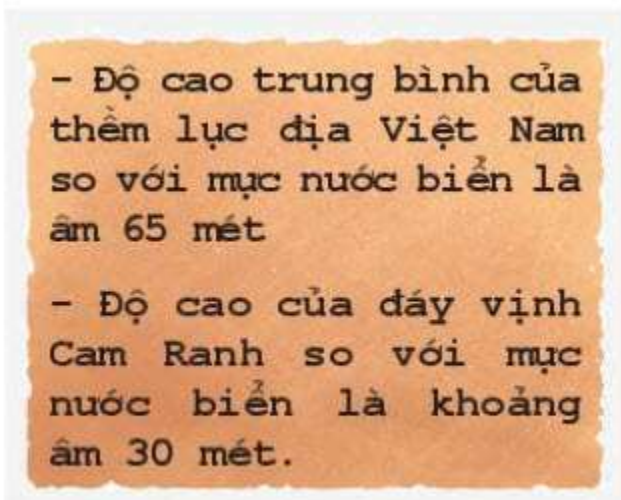 - Độ cao trung bình của
thềm lục địa Việt Nam
so với mực nước biển là
âm 65 mét
- Độ cao của đáy vịnh
Cam Ranh so với mực
nước biển là khoảng
âm 30 mét.